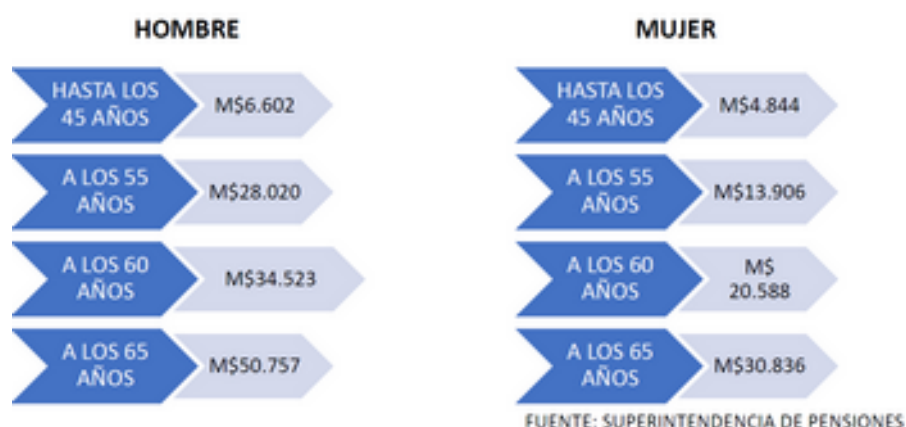 HOMBRE
HASTA LOS
45 AÑOS
M$6.602
A LOS 55
AÑOS
M$28.020
A LOS 60
AÑOS
M$34.523
A LOS 65
AÑOS
M$50.757
MUJER
HASTA LOS
45 AÑOS
M$4.844
A LOS 55
AÑOS
M$13.906
A LOS 60
AÑOS
M$
20.588
A LOS 65
AÑOS
M$30.836
FUENTE: SUPERINTENDENCIA DE PENSIONES